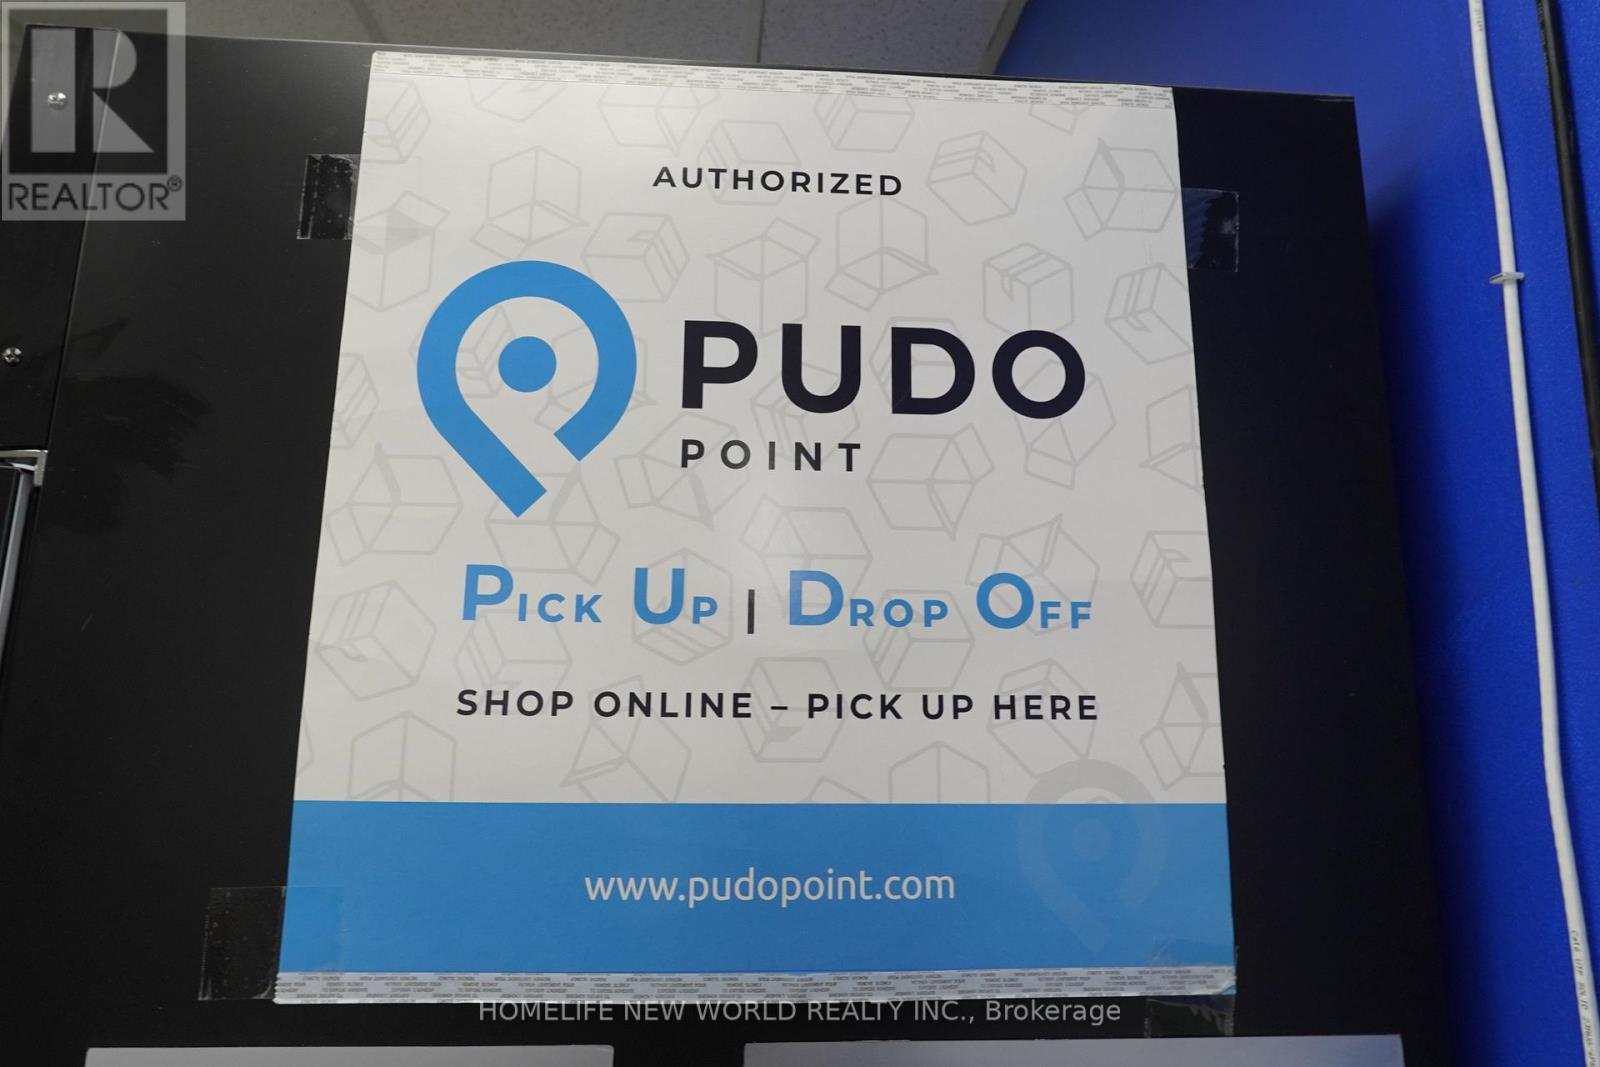 REALTOR®
AUTHORIZED
PUDO
POINT
PICK UP | DROP OFF
SHOP ONLINE – PICK UP HERE
www.pudopoint.com
HOMELIFE NEW WORLD REALTY INC., Brokerage